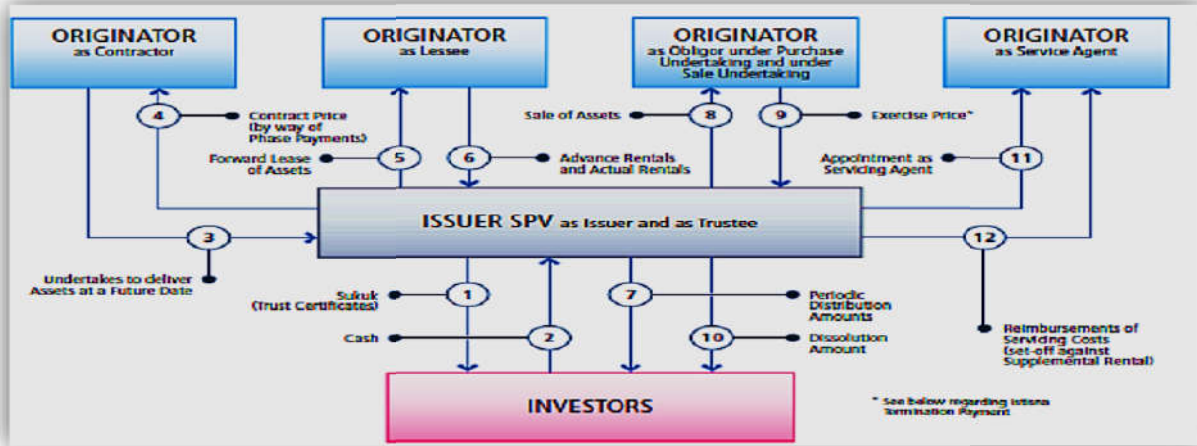 ORIGINATOR
as Contractor
ORIGINATOR
as Lessee
ORIGINATOR
as Obligor under Purchase
Undertaking and under
Sale Undertaking
ORIGINATOR
as Service Agent
4
Contract Price
(by way of
Phase Payments)
Forward Lease
of Assets
5
6
Advance Rentals
and Actual Rentals
Sale of Assets
8
9
Exercise Price*
Appointment as
Servicing Agent
11
ISSUER SPV as Issuer and as Trustee
3
Undertakes to deliver
Assets at a Future Date
12
Reimbursements of
Servicing Costs
(set-off against
Supplemental Rental)
Sukuk
(Trust Certificates)
1
Cash
2
7
Periodic
Distribution
Amounts
10
Dissolution
Amount
INVESTORS
* See below regarding Istisna
Termination Payment